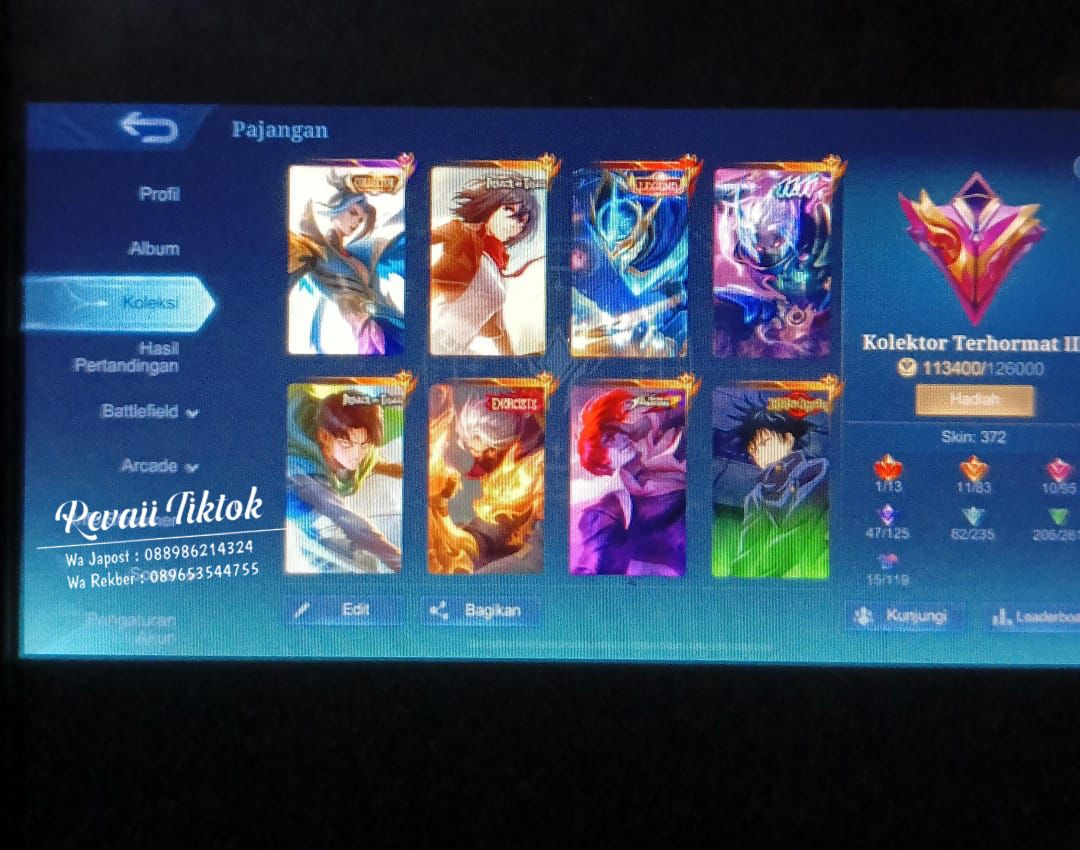 Pajangan
Profil
Album
Koleksi
Hasil
Pertandingan
Battlefield
Arcade
Revaii Tiktok
Wa Japost : 088986214324
Wa Rekber : 089653544755
Pengaturan
Akun
LEGEND
EXORCISTS
Edit
Bagikan
Kolektor Terhormat II
113400/126000
Hadiah
Skin: 372
1/13
11/83
10/95
47/125
62/235
206/261
15/119
Kunjungi
Leaderboa